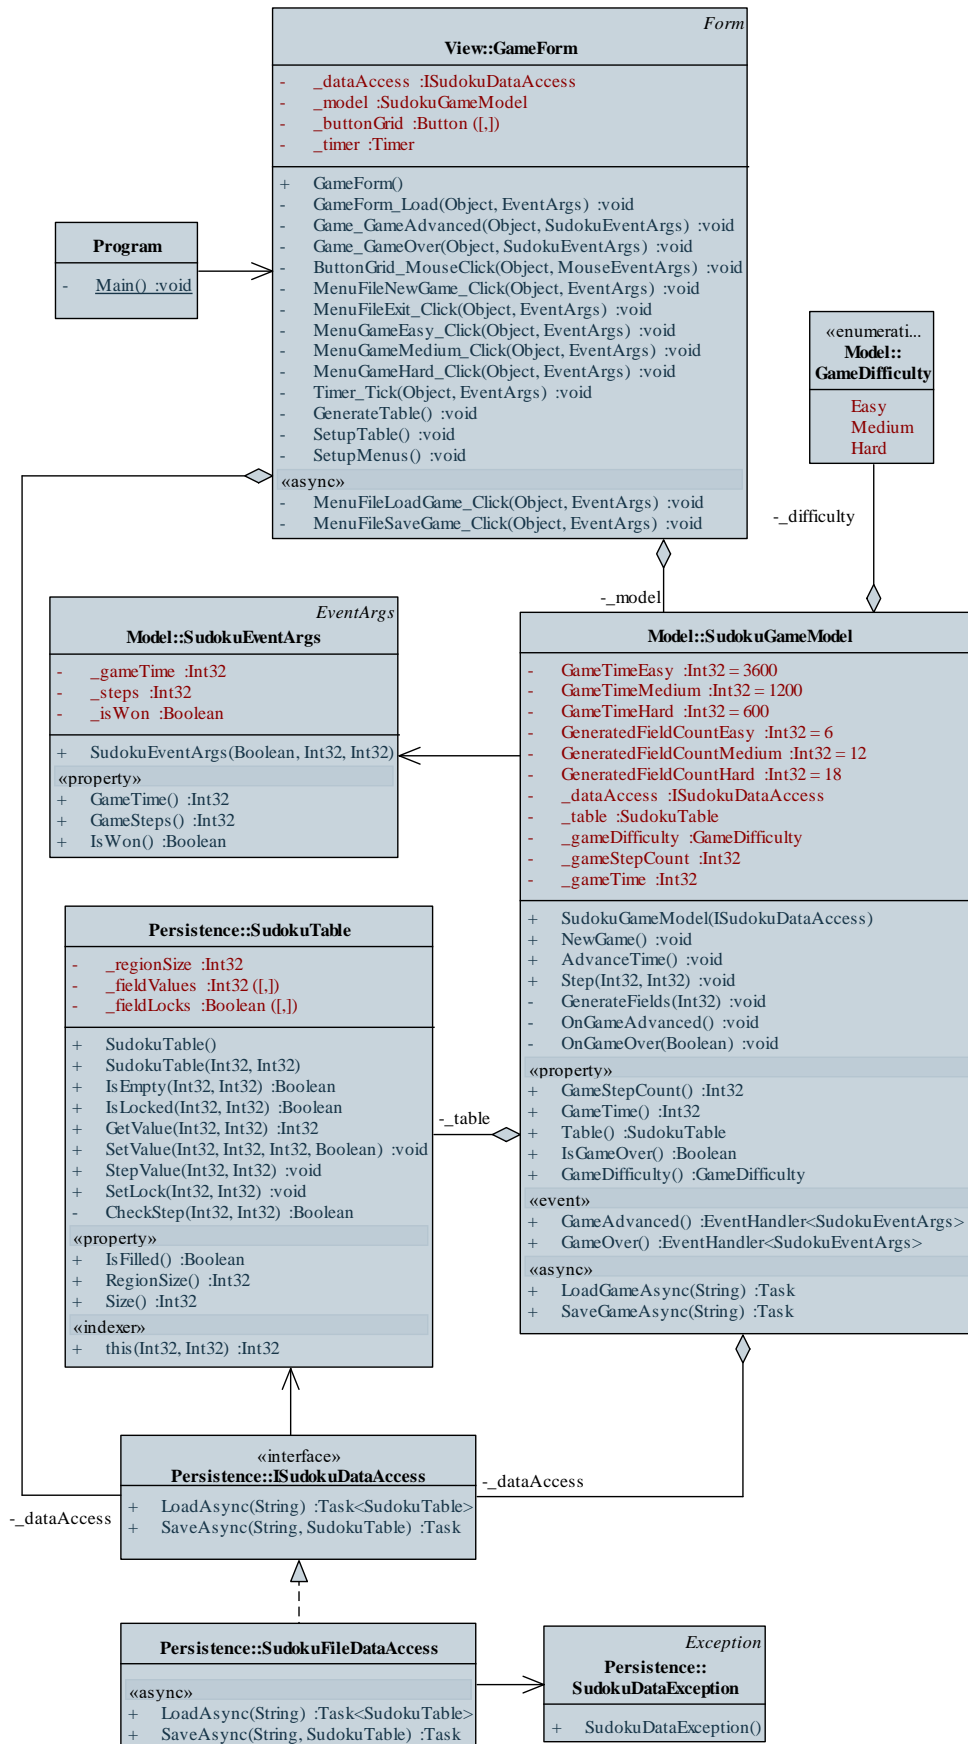 Form
View::GameForm
- _dataAccess :ISudokuDataAccess
- _model :SudokuGameModel
- _buttonGrid :Button ([,])
- _timer :Timer
+ GameForm()
- GameForm_Load(Object, EventArgs) :void
- Game_GameAdvanced(Object, SudokuEventArgs) :void
- Game_GameOver(Object, SudokuEventArgs) :void
- ButtonGrid_MouseClick(Object, MouseEventArgs) :void
- MenuFileNewGame_Click(Object, EventArgs) :void
- MenuFileExit_Click(Object, EventArgs) :void
- MenuGameEasy_Click(Object, EventArgs) :void
- MenuGameMedium_Click(Object, EventArgs) :void
- MenuGameHard_Click(Object, EventArgs) :void
- Timer_Tick(Object, EventArgs) :void
- GenerateTable() :void
- SetupTable() :void
- SetupMenus() :void
«async»
- MenuFileLoadGame_Click(Object, EventArgs) :void
- MenuFileSaveGame_Click(Object, EventArgs) :void
Program
- Main() :void
«enumerati...
Model::
GameDifficulty
Easy
Medium
Hard
-_difficulty
-_model
EventArgs
Model::SudokuEventArgs
- _gameTime :Int32
- _steps :Int32
- _isWon :Boolean
+ SudokuEventArgs(Boolean, Int32, Int32)
«property»
+ GameTime() :Int32
+ GameSteps() :Int32
+ IsWon() :Boolean
Model::SudokuGameModel
- GameTimeEasy :Int32 = 3600
- GameTimeMedium :Int32 = 1200
- GameTimeHard :Int32 = 600
- GeneratedFieldCountEasy :Int32 = 6
- GeneratedFieldCountMedium :Int32 = 12
- GeneratedFieldCountHard :Int32 = 18
- _dataAccess :ISudokuDataAccess
- _table :SudokuTable
- _gameDifficulty :GameDifficulty
- _gameStepCount :Int32
- _gameTime :Int32
+ SudokuGameModel(ISudokuDataAccess)
+ NewGame() :void
+ AdvanceTime() :void
+ Step(Int32, Int32) :void
- GenerateFields(Int32) :void
- OnGameAdvanced() :void
- OnGameOver(Boolean) :void
«property»
+ GameStepCount() :Int32
+ GameTime() :Int32
+ Table() :SudokuTable
+ IsGameOver() :Boolean
+ GameDifficulty() :GameDifficulty
«event»
+ GameAdvanced() :EventHandler<SudokuEventArgs>
+ GameOver() :EventHandler<SudokuEventArgs>
«async»
+ LoadGameAsync(String) :Task
+ SaveGameAsync(String) :Task
Persistence::SudokuTable
- _regionSize :Int32
- _fieldValues :Int32 ([,])
- _fieldLocks :Boolean ([,])
+ SudokuTable()
+ SudokuTable(Int32, Int32)
+ IsEmpty(Int32, Int32) :Boolean
+ IsLocked(Int32, Int32) :Boolean
+ GetValue(Int32, Int32) :Int32
+ SetValue(Int32, Int32, Int32, Boolean) :void
+ StepValue(Int32, Int32) :void
+ SetLock(Int32, Int32) :void
- CheckStep(Int32, Int32) :Boolean
«property»
+ IsFilled() :Boolean
+ RegionSize() :Int32
+ Size() :Int32
«indexer»
+ this(Int32, Int32) :Int32
-_table
«interface»
Persistence::ISudokuDataAccess
+ LoadAsync(String) :Task<SudokuTable>
+ SaveAsync(String, SudokuTable) :Task
-_dataAccess
-_dataAccess
Persistence::SudokuFileDataAccess
«async»
+ LoadAsync(String) :Task<SudokuTable>
+ SaveAsync(String, SudokuTable) :Task
Exception
Persistence::
SudokuDataException
+ SudokuDataException()